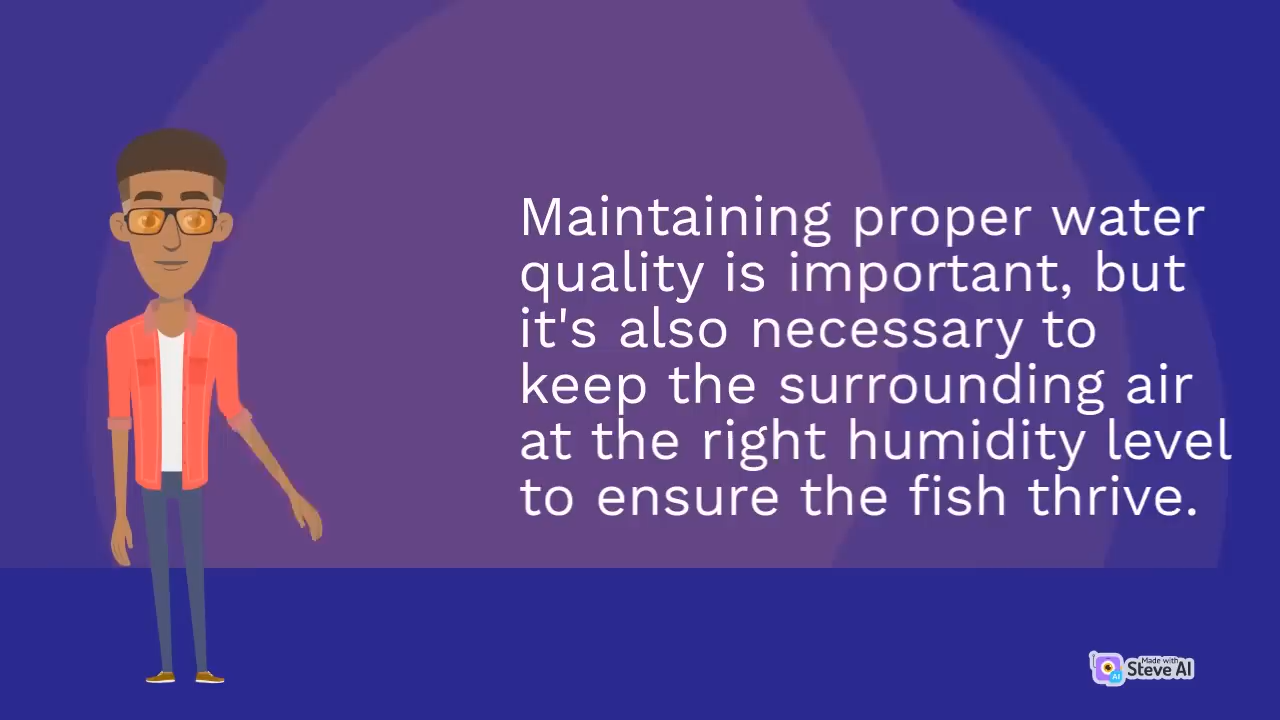 Maintaining proper water
quality is important, but
it's also necessary to
keep the surrounding air
at the right humidity level
to ensure the fish thrive.
Made with
Steve AI
AI